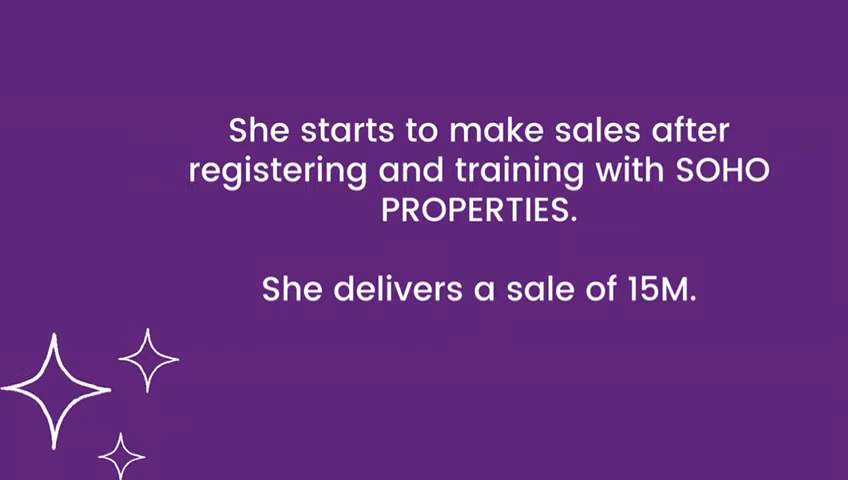 She starts to make sales after
registering and training with SOHO
PROPERTIES.
She delivers a sale of 15M.